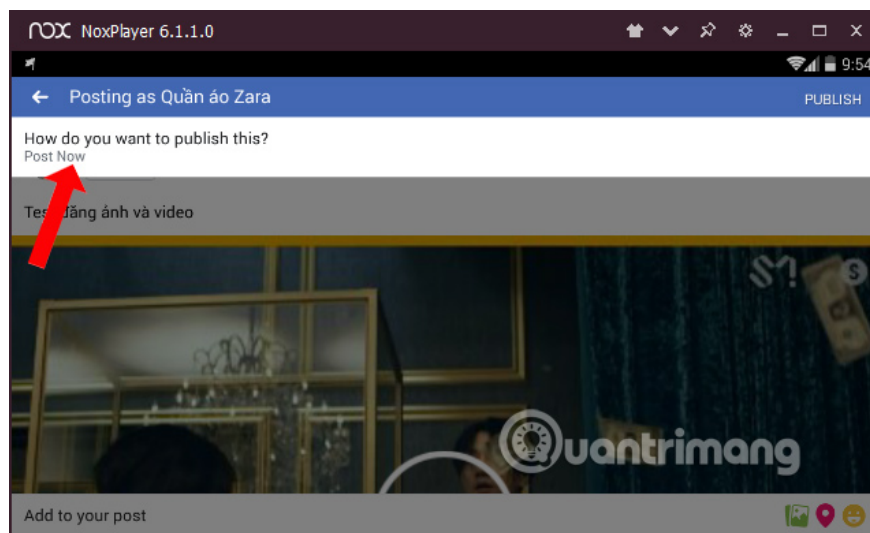 nox NoxPlayer 6.1.1.0
9:54
Posting as Quần áo Zara
PUBLISH
How do you want to publish this?
Post Now
Test đăng ảnh và video
S
Quantrimang
Add to your post